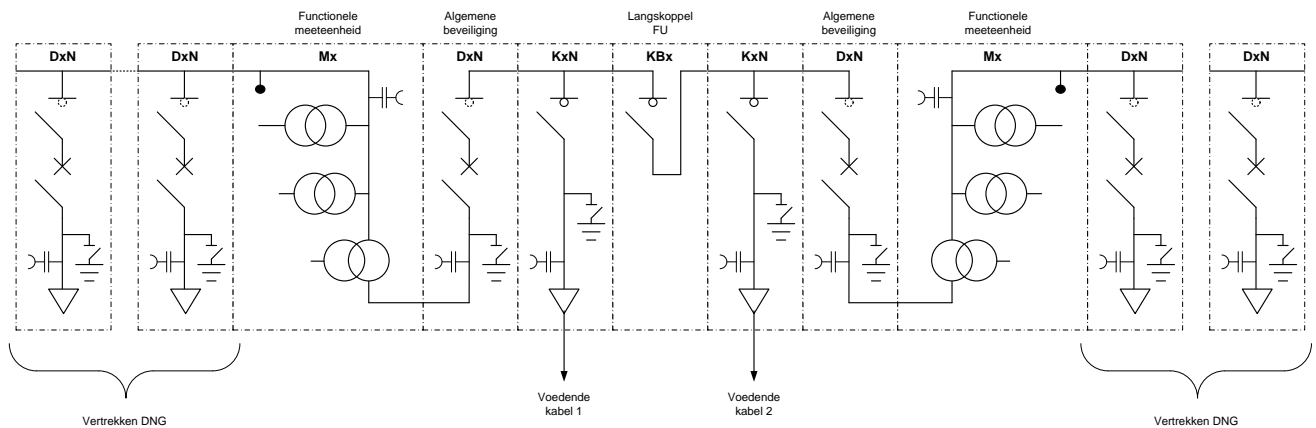 Functionele
meeteenheid
Algemene
beveiliging
Langskoppel
FU
Algemene
beveiliging
Functionele
meeteenheid
DxN
DxN
Mx
DxN
KxN
KBx
KxN
DxN
Mx
DxN
DxN
Voedende
kabel 1
Voedende
kabel 2
Vertrekken DNG
Vertrekken DNG